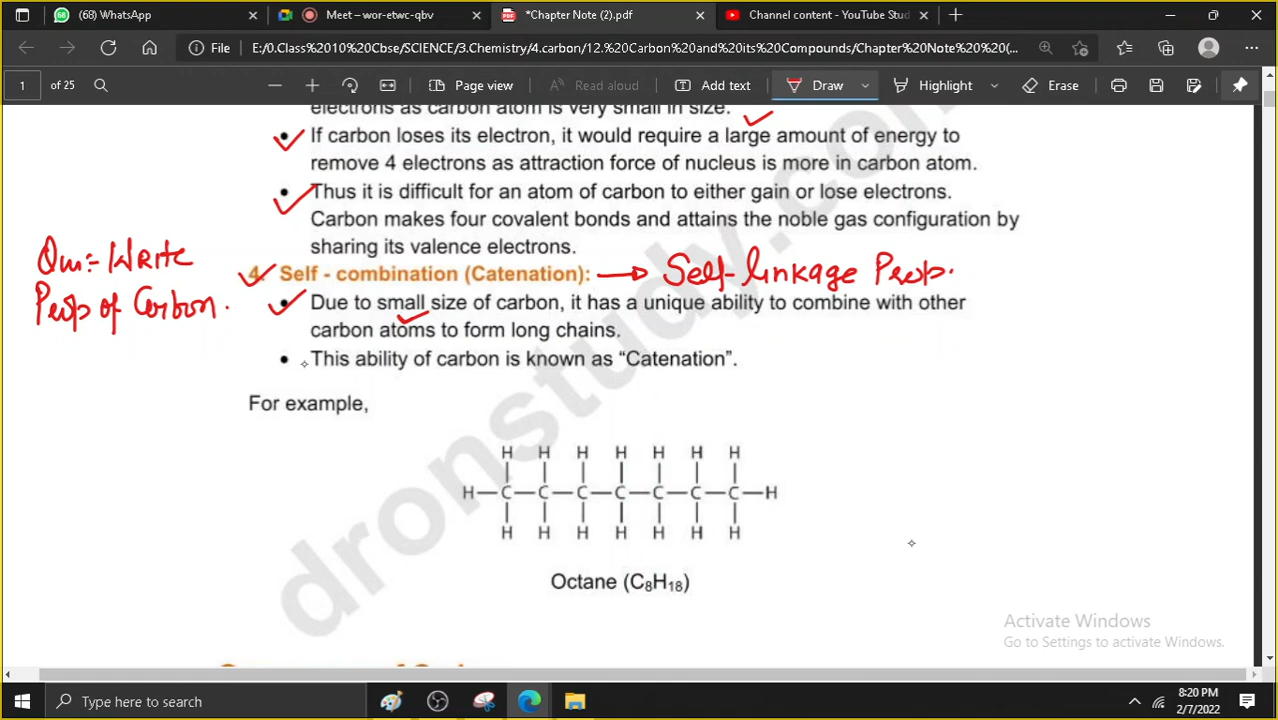 (68) WhatsApp
Meet – wor-etwc-qbv
*Chapter Note (2).pdf
Channel content - YouTube Stud
File
E:/0.Class%2010%20Cbse/SCIENCE/3.Chemistry/4.carbon/12.%20Carbon%20and%20its%20Compounds/Chapter%20Note%20%20(...
1
of 25
Page view
Read aloud
Add text
Draw
Highlight
Erase
electrons as carbon atom is very small in size.
If carbon loses its electron, it would require a large amount of energy to
remove 4 electrons as attraction force of nucleus is more in carbon atom.
Thus it is difficult for an atom of carbon to either gain or lose electrons.
Carbon makes four covalent bonds and attains the noble gas configuration by
sharing its valence electrons.
Qm:- Write
Prop of Carbon.
4. Self - combination (Catenation): → Self-linkage Prop.
Due to small size of carbon, it has a unique ability to combine with other
carbon atoms to form long chains.
This ability of carbon is known as “Catenation”.
For example,
H H H H H H H
H—C—C—C—C—C—C—C—H
H H H H H H H
Octane (C8H18)
dronstudy.com
Activate Windows
Go to Settings to activate Windows.
Type here to search
8:20 PM
2/7/2022